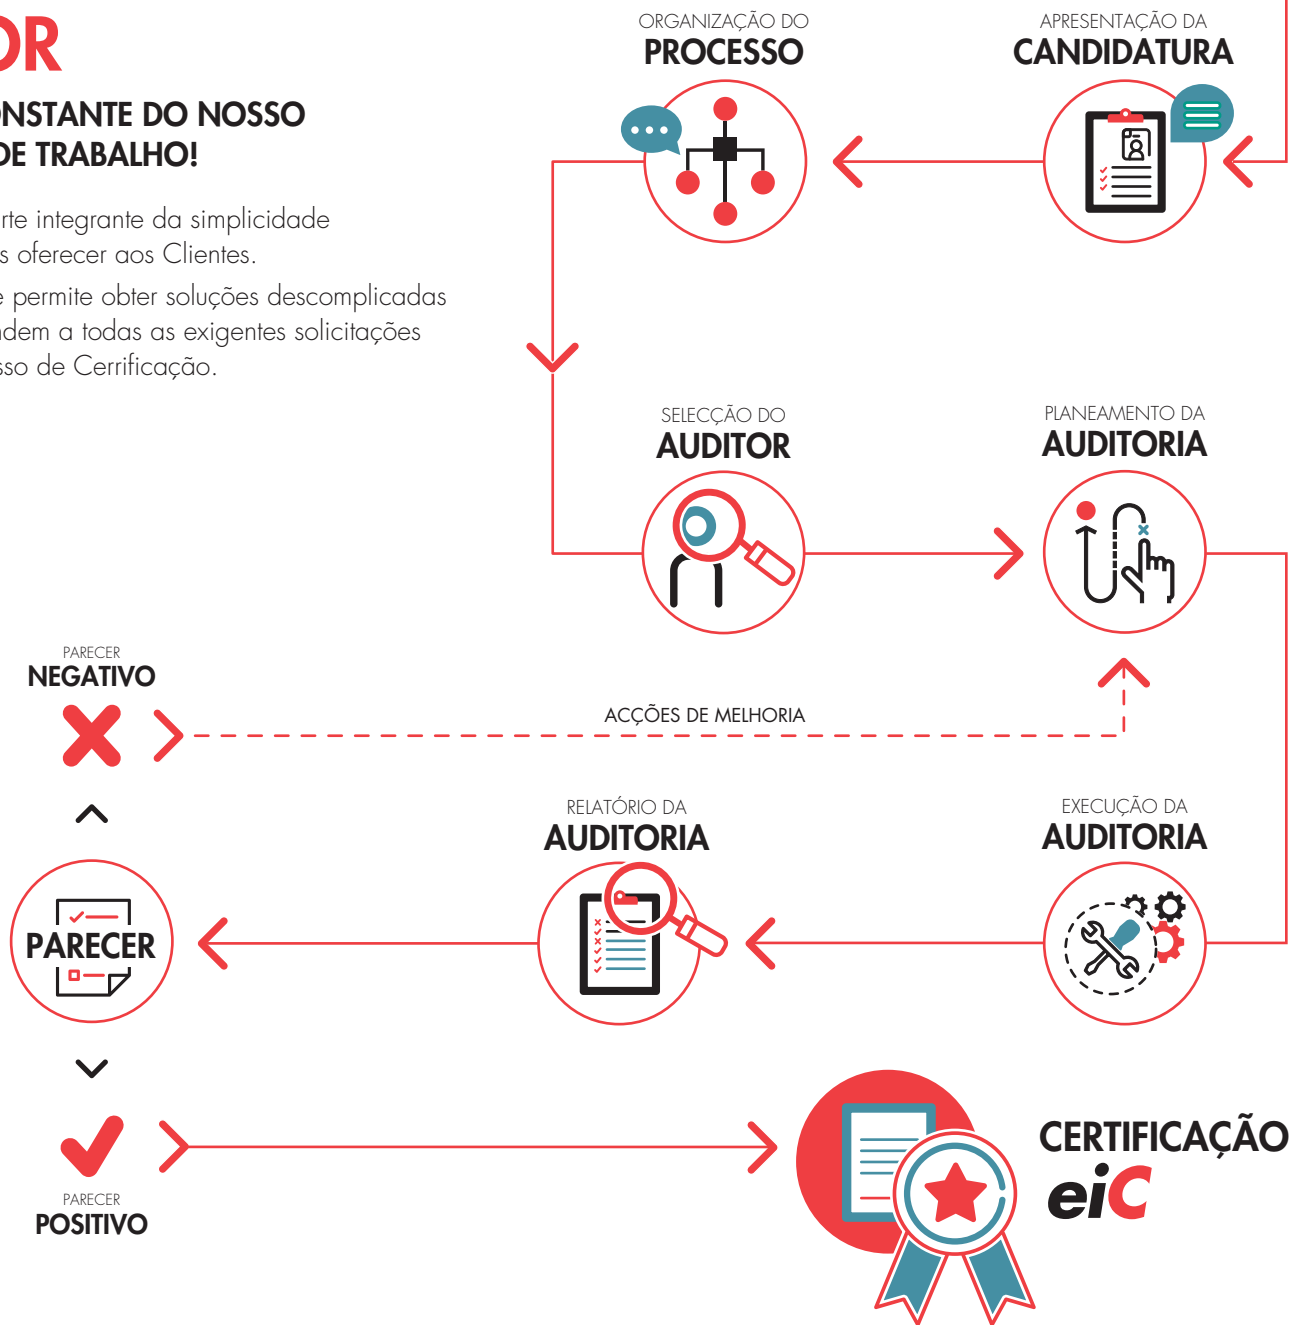 OR
NSTANTE DO NOSSO
DE TRABALHO!
rte integrante da simplicidade
s oferecer aos Clientes.
e permite obter soluções descomplicadas
ndem a todas as exigentes solicitações
sso de Cerrificação.
ORGANIZAÇÃO DO
PROCESSO
APRESENTAÇÃO DA
CANDIDATURA
SELECÇÃO DO
AUDITOR
PLANEAMENTO DA
AUDITORIA
PARECER
NEGATIVO
ACÇÕES DE MELHORIA
RELATÓRIO DA
AUDITORIA
EXECUÇÃO DA
AUDITORIA
PARECER
PARECER
POSITIVO
CERTIFICAÇÃO
eiC